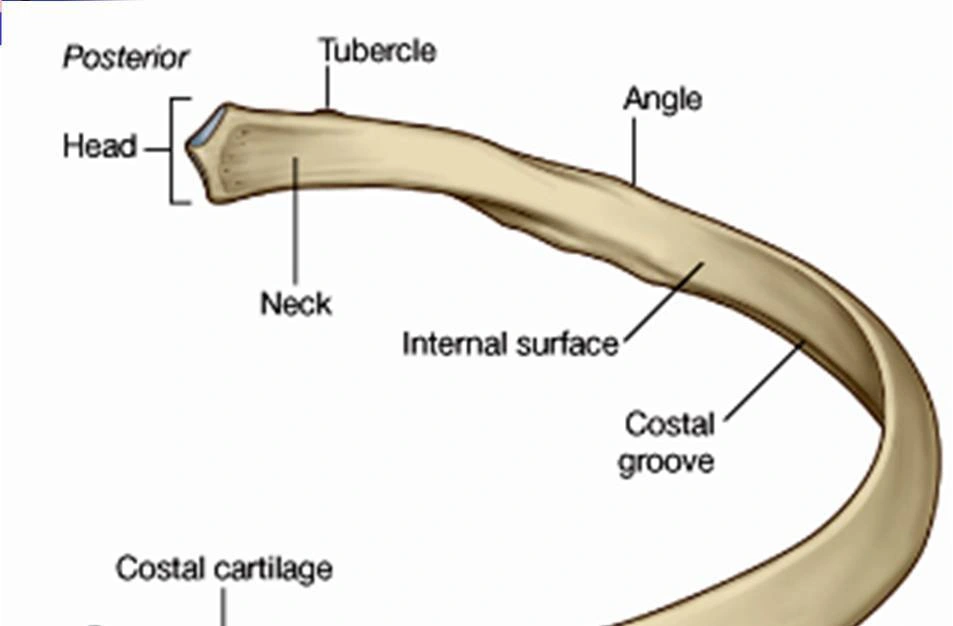 Posterior
Tubercle
Angle
Head
Neck
Internal surface
Costal
groove
Costal cartilage